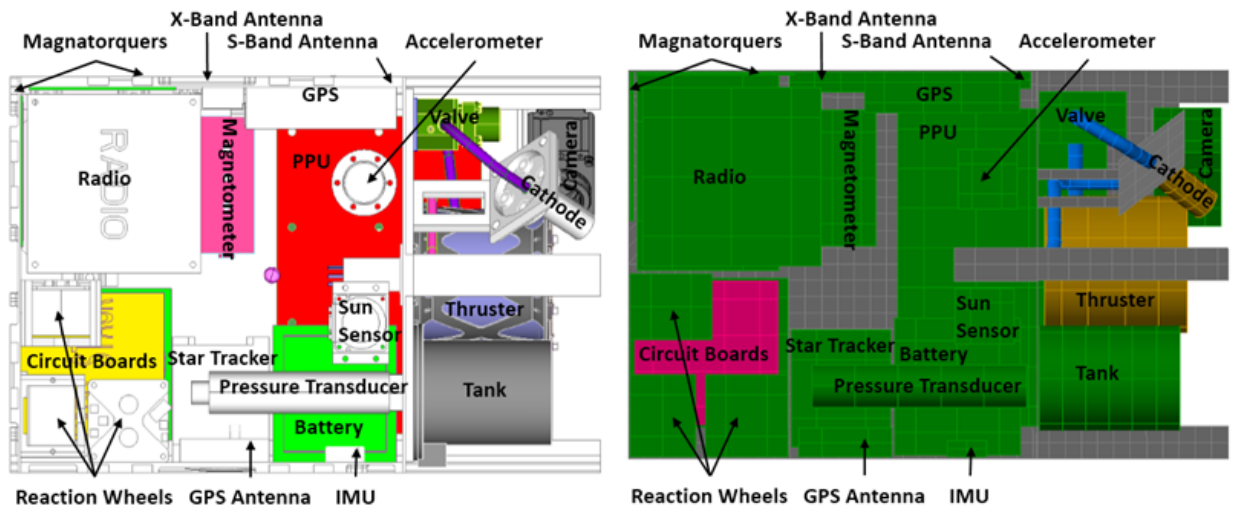 X-Band Antenna
Magnatorquers
S-Band Antenna
Accelerometer
GPS
Valve
Magnetometer
PPU
RADIO
Radio
Camera
Cathode
Sun
Sensor
Thruster
Circuit Boards
Star Tracker
Pressure Transducer
Tank
Battery
Reaction Wheels
GPS Antenna
IMU
X-Band Antenna
Magnatorquers
S-Band Antenna
Accelerometer
GPS
Valve
Magnetometer
PPU
Radio
Camera
Cathode
Sun
Sensor
Thruster
Circuit Boards
Star Tracker
Battery
Pressure Transducer
Tank
Reaction Wheels
GPS Antenna
IMU